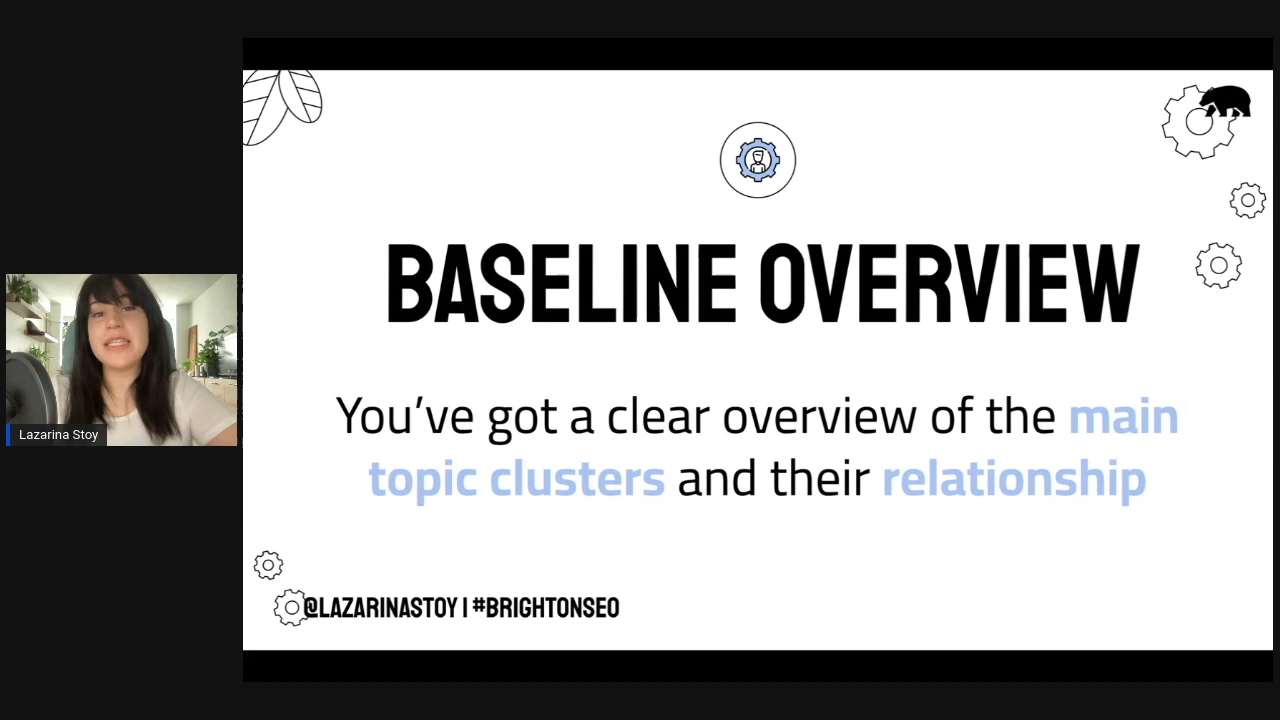 BASELINE OVERVIEW
You’ve got a clear overview of the main
topic clusters and their relationship
Lazarina Stoy
@LAZARINASTOY | #BRIGHTONSEO